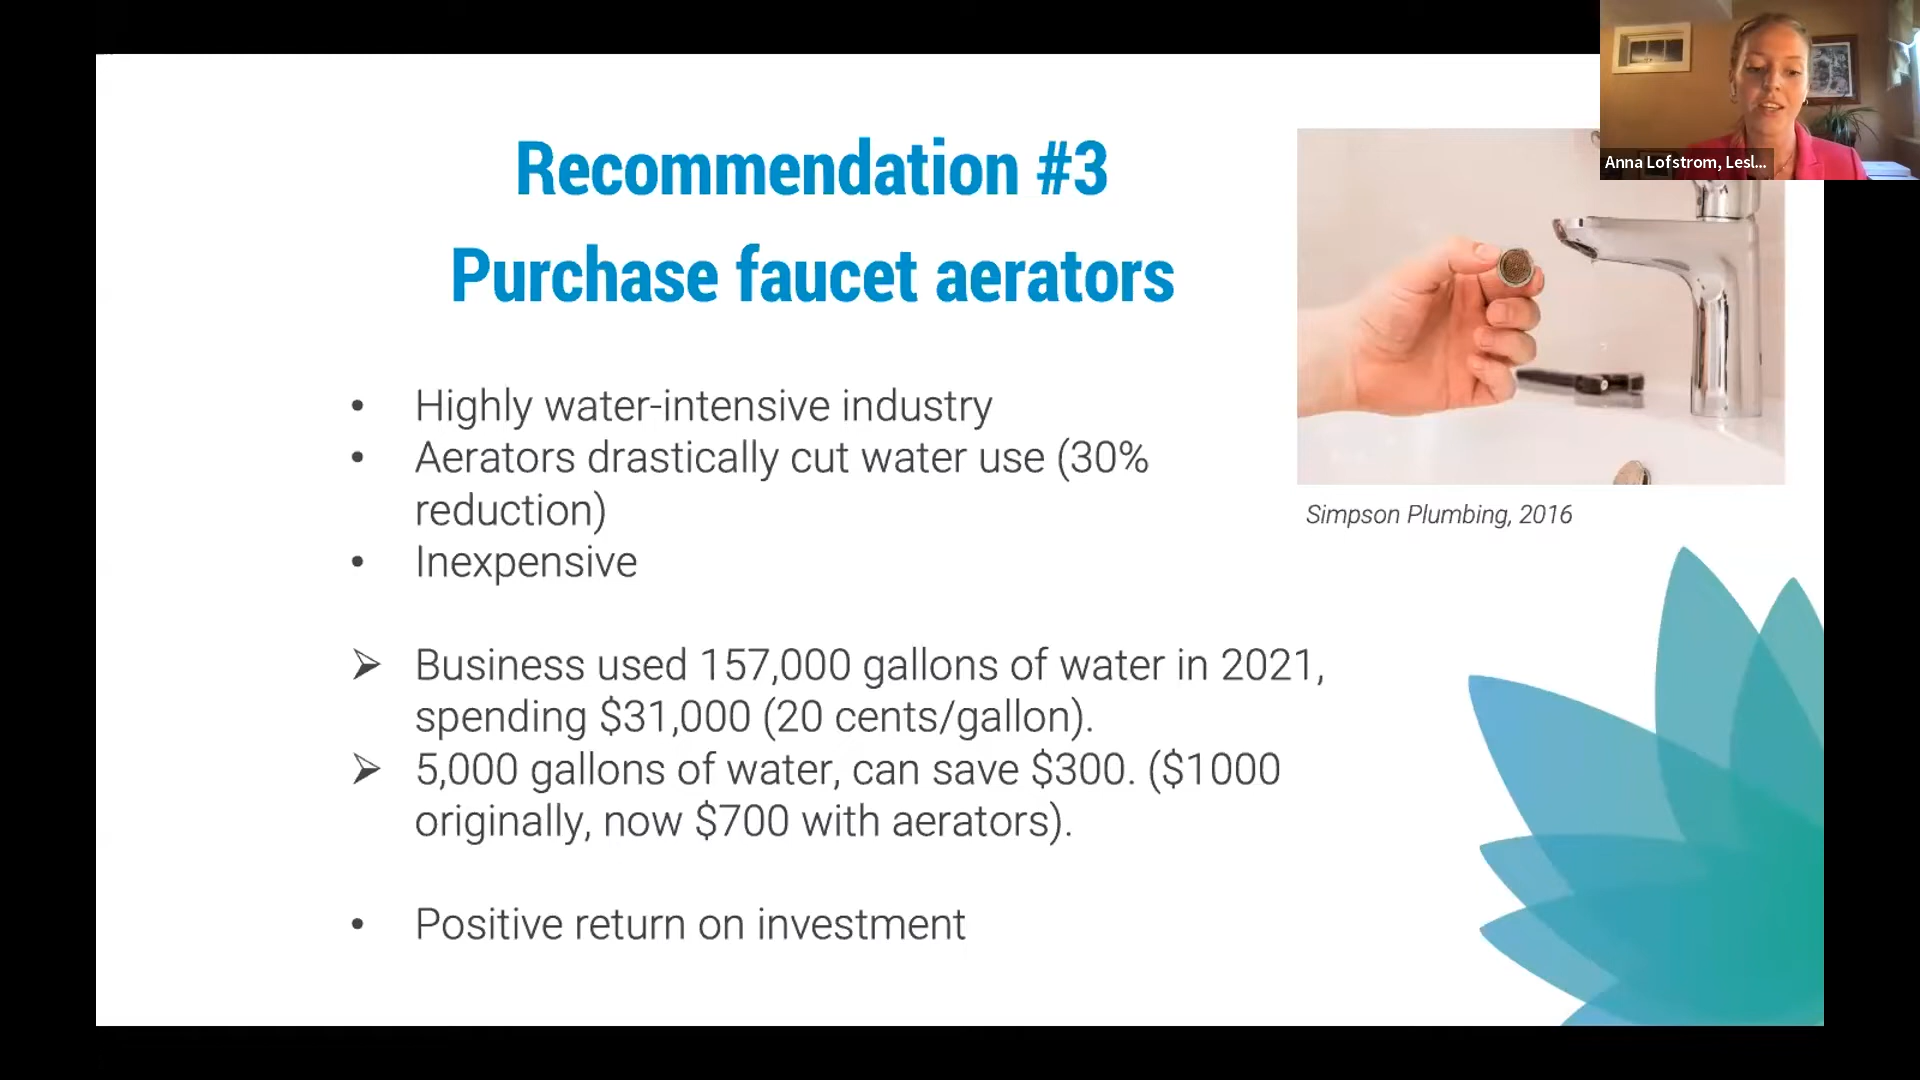 Recommendation #3
Purchase faucet aerators
Anna Lofstrom, Lesl...
• Highly water-intensive industry
• Aerators drastically cut water use (30%
reduction)
• Inexpensive
Simpson Plumbing, 2016
➢ Business used 157,000 gallons of water in 2021,
spending $31,000 (20 cents/gallon).
➢ 5,000 gallons of water, can save $300. ($1000
originally, now $700 with aerators).
• Positive return on investment